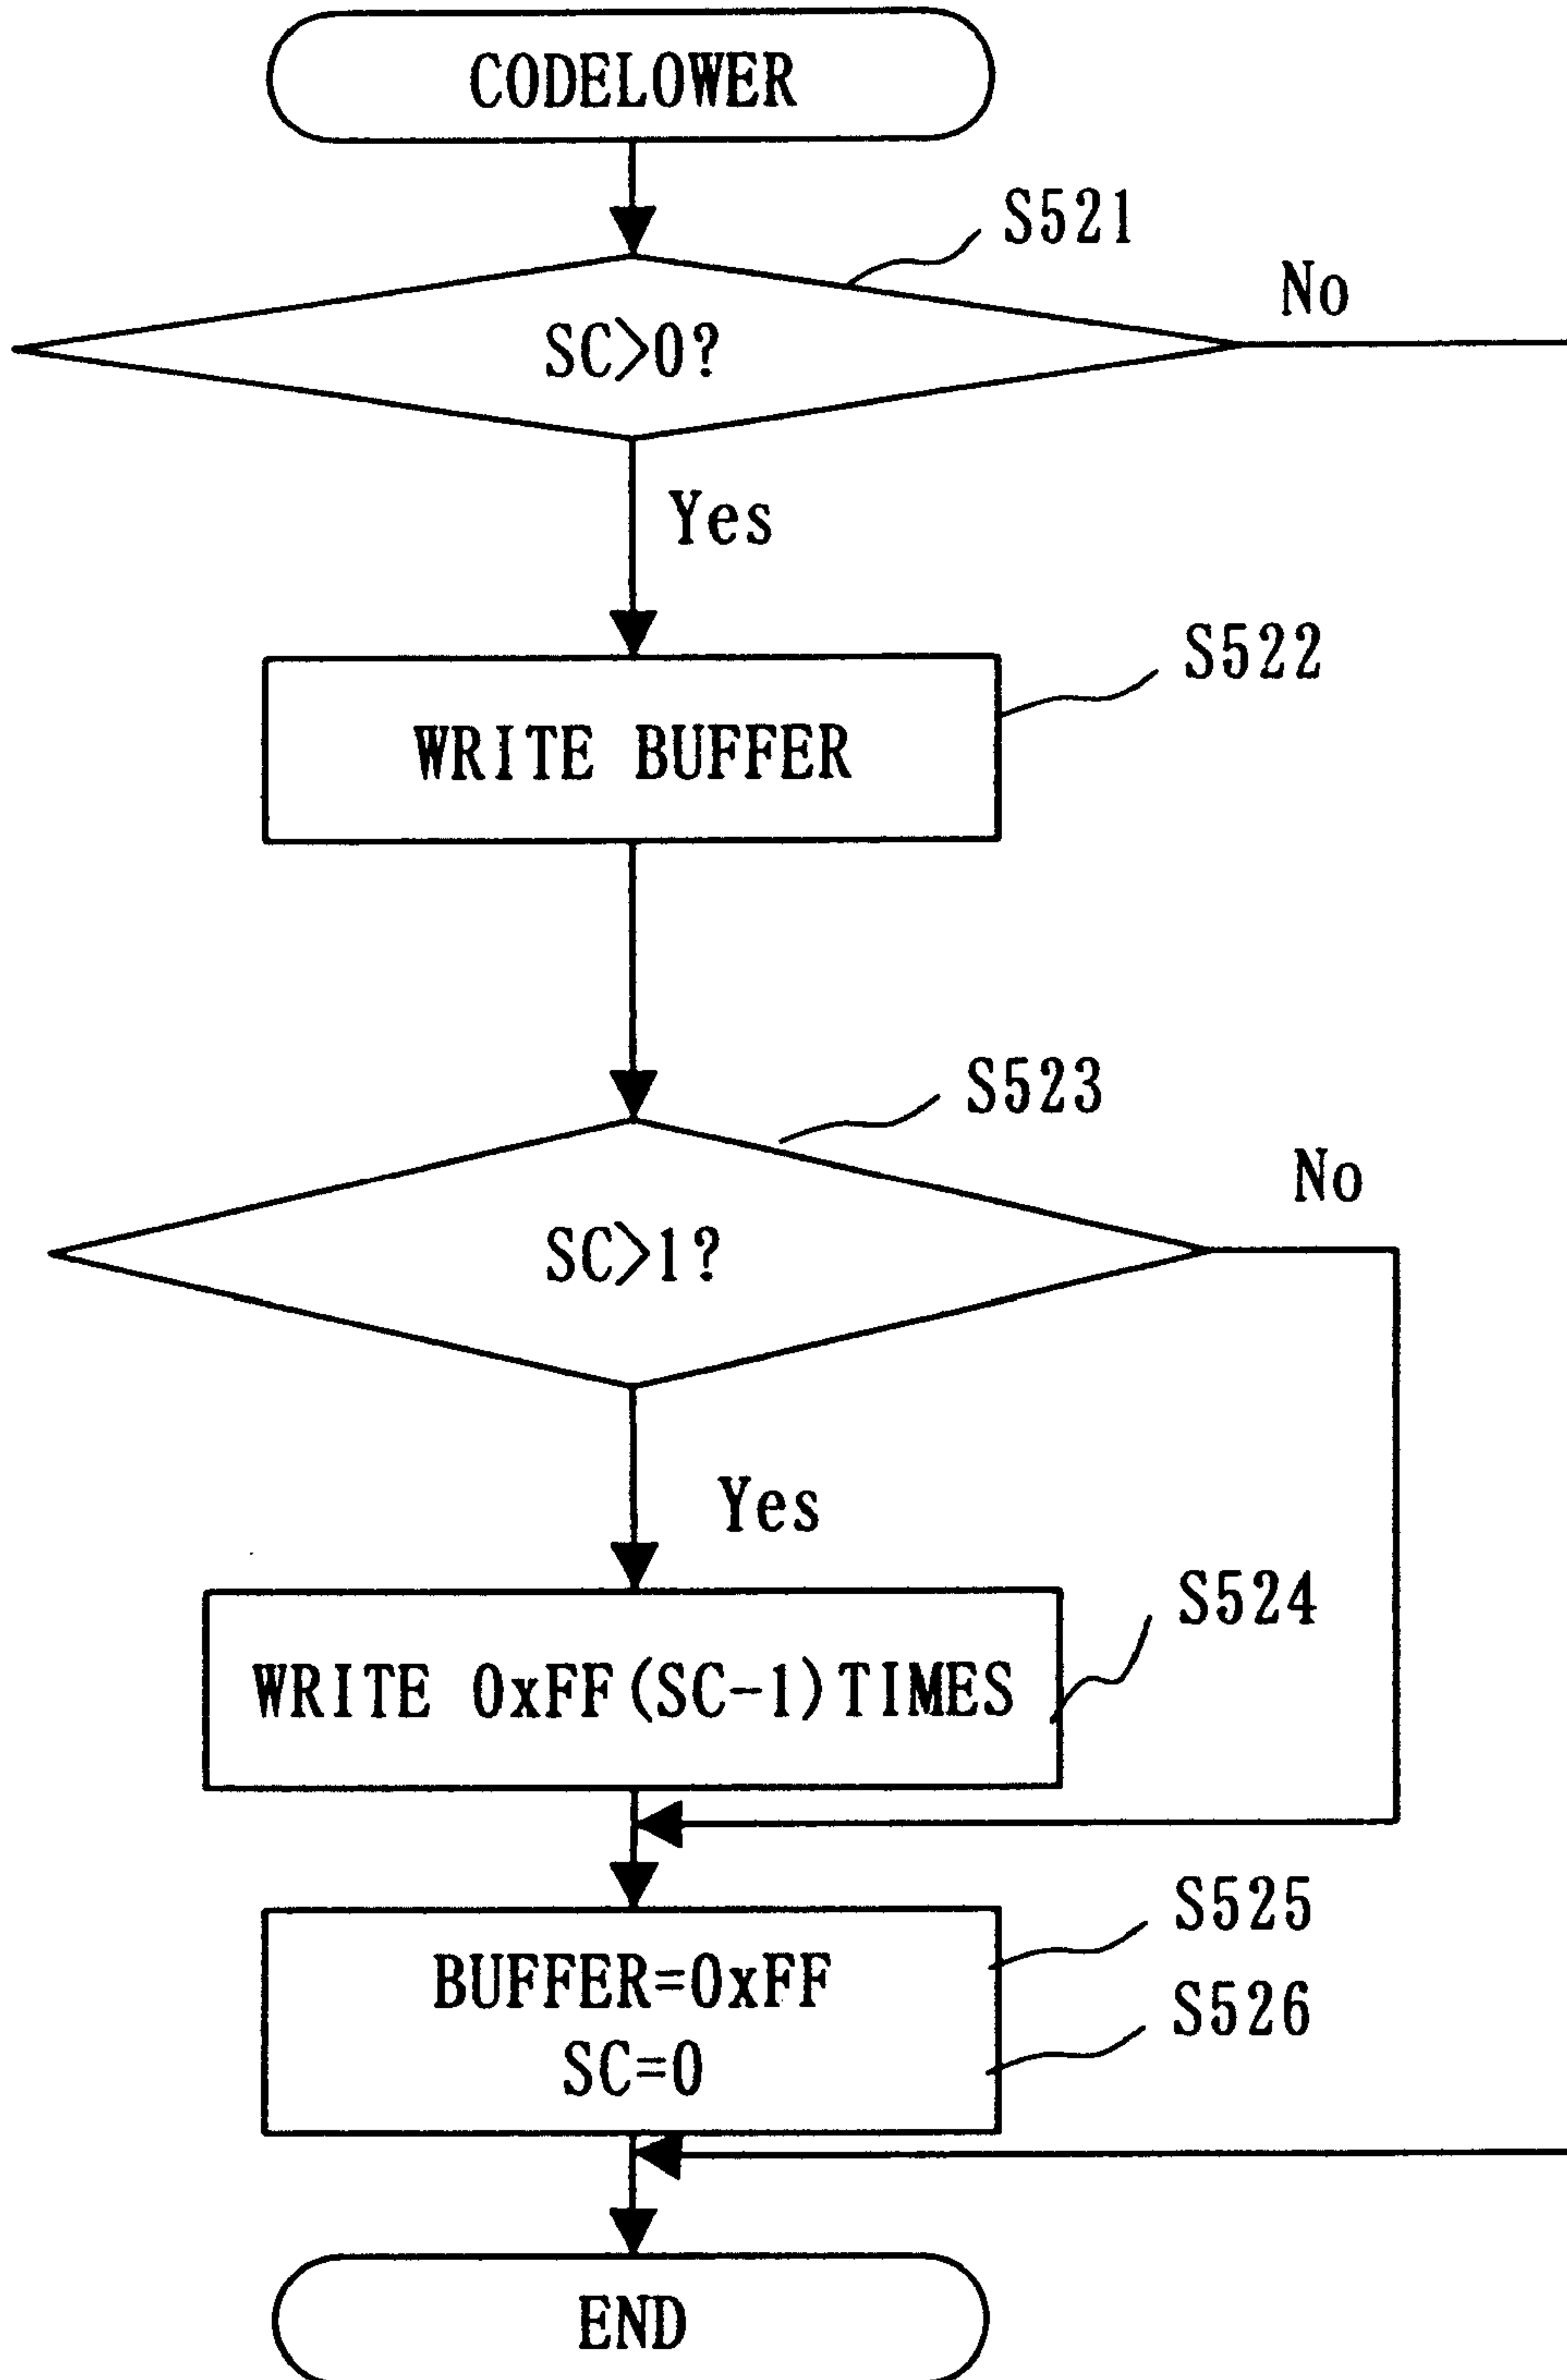 CODELOWER
S521
No
SC>0?
Yes
S522
WRITE BUFFER
S523
No
SC>1?
Yes
S524
WRITE 0xFF(SC-1)TIMES
S525
BUFFER=0xFF
S526
SC=0
END